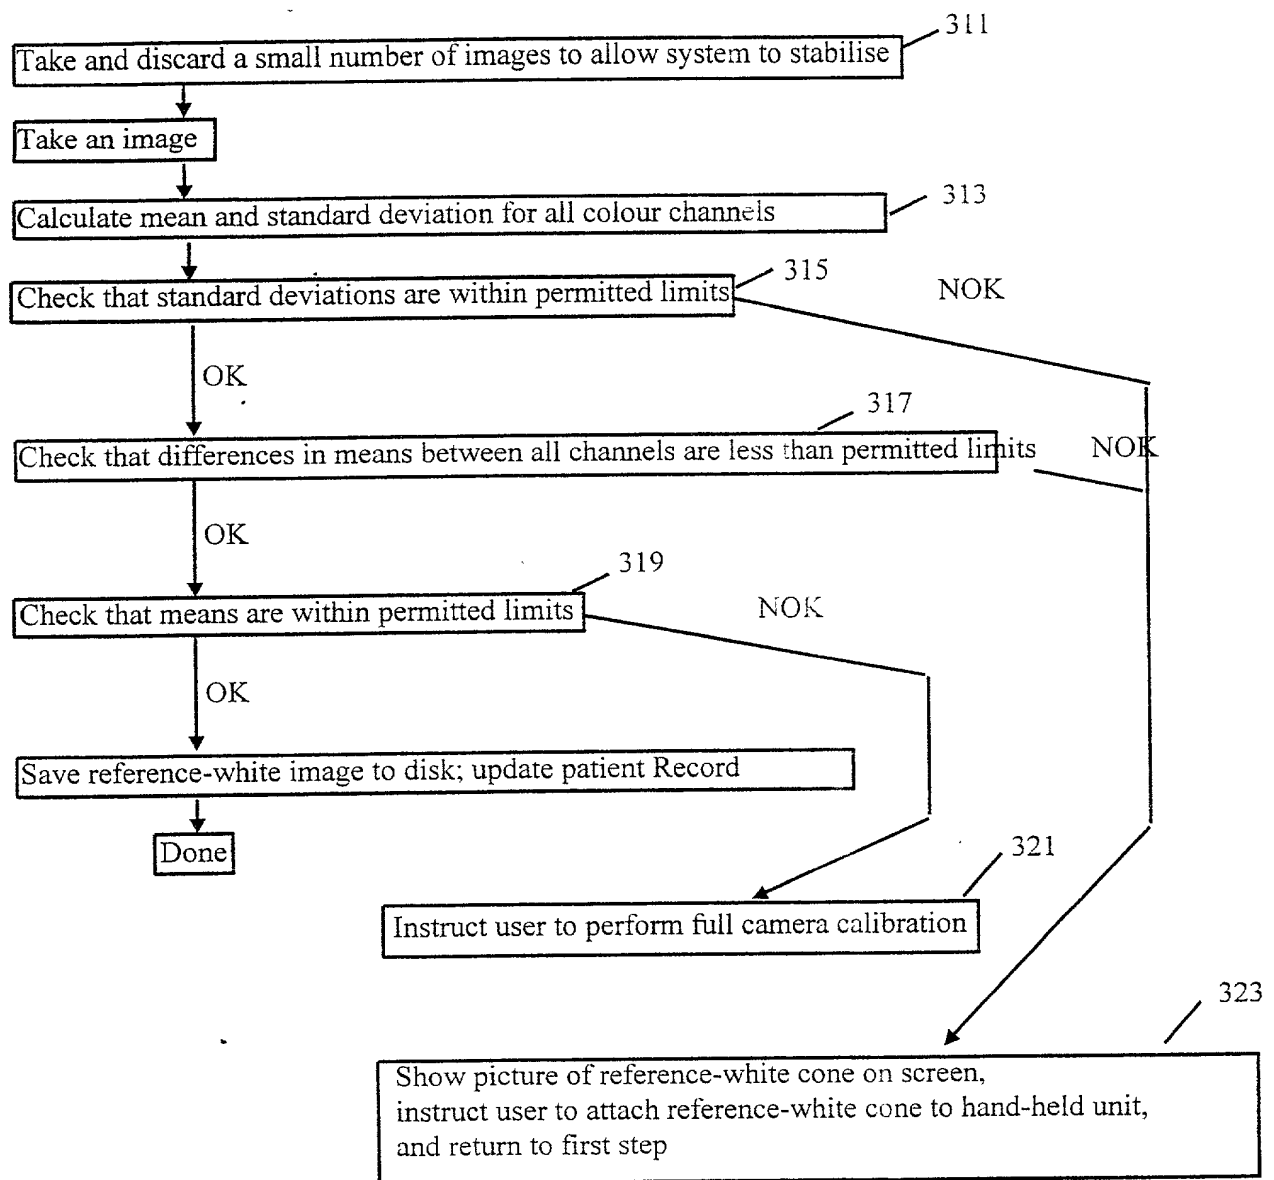 311
Take and discard a small number of images to allow system to stabilise
Take an image
313
Calculate mean and standard deviation for all colour channels
315
Check that standard deviations are within permitted limits
NOK
OK
317
Check that differences in means between all channels are less than permitted limits
NOK
OK
319
Check that means are within permitted limits
NOK
OK
Save reference-white image to disk; update patient Record
Done
321
Instruct user to perform full camera calibration
323
Show picture of reference-white cone on screen,
instruct user to attach reference-white cone to hand-held unit,
and return to first step